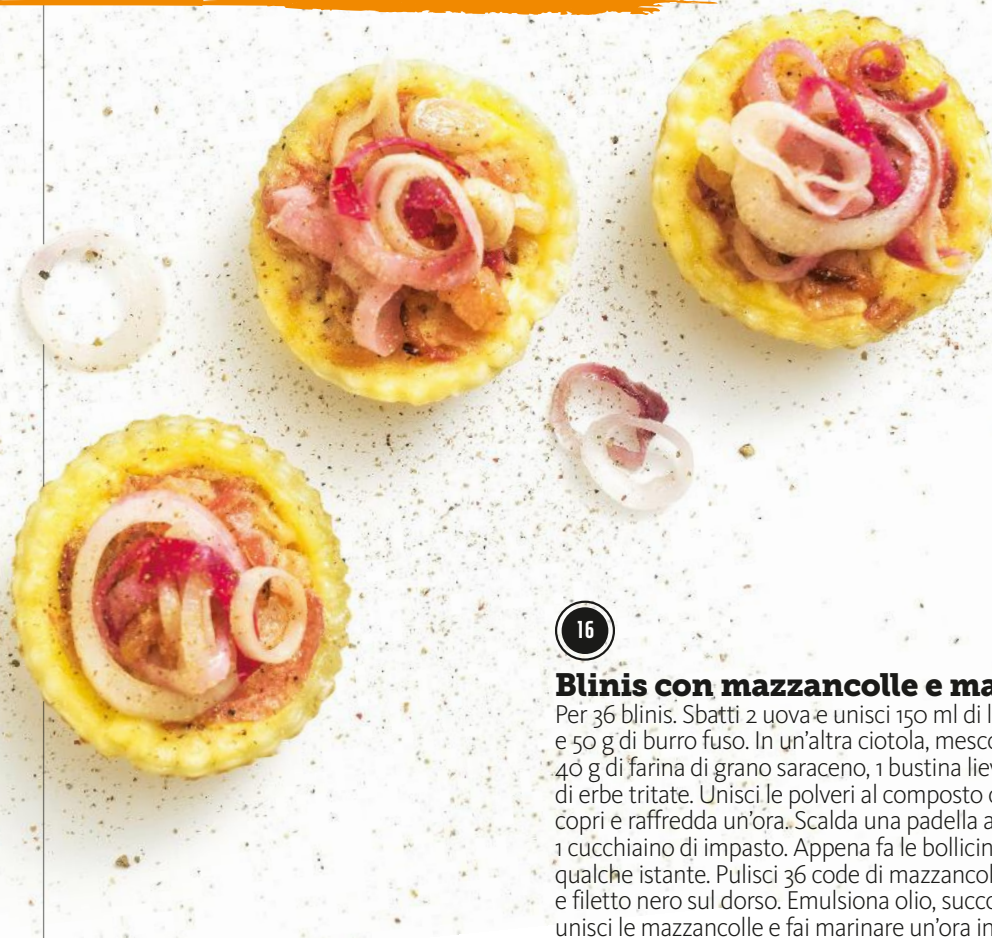 16
Blinis con mazzancolle e ma
Per 36 blinis. Sbatti 2 uova e unisci 150 ml di l
e 50 g di burro fuso. In un'altra ciotola, mesco
40 g di farina di grano saraceno, 1 bustina liev
di erbe tritate. Unisci le polveri al composto
copri e raffredda un'ora. Scalda una padella a
1 cucchiaino di impasto. Appena fa le bollicin
qualche istante. Pulisci 36 code di mazzancol
e filetto nero sul dorso. Emulsiona olio, succo
unisci le mazzancolle e fai marinare un'ora in